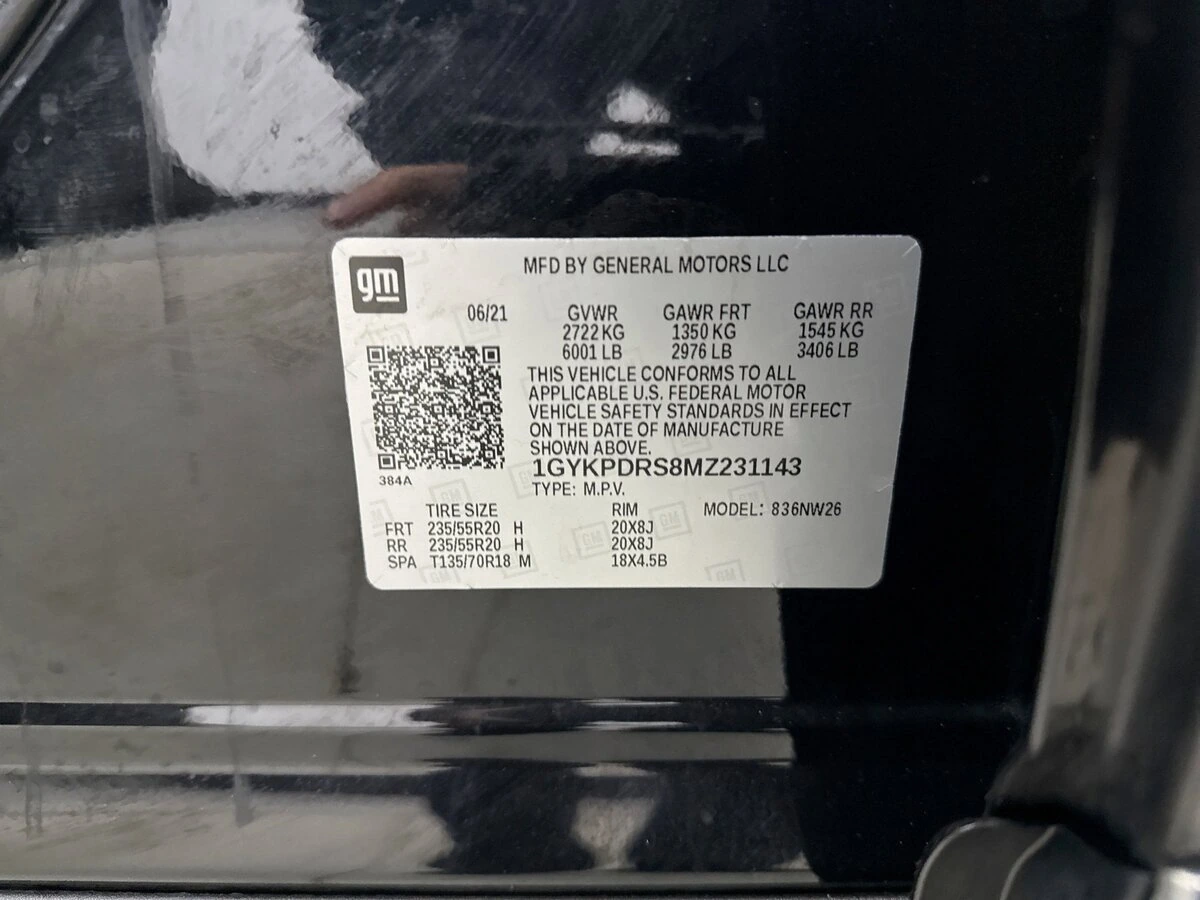 gm
MFD BY GENERAL MOTORS LLC
06/21 GVWR GAWR FRT GAWR RR
2722 KG 1350 KG 1545 KG
6001 LB 2976 LB 3406 LB
THIS VEHICLE CONFORMS TO ALL
APPLICABLE U.S. FEDERAL MOTOR
VEHICLE SAFETY STANDARDS IN EFFECT
ON THE DATE OF MANUFACTURE
SHOWN ABOVE.
1GYKPDRS8MZ231143
384A
TYPE: M.P.V.
TIRE SIZE RIM MODEL: 836NW26
FRT 235/55R20 H 20X8J
RR 235/55R20 H 20X8J
SPA T135/70R18 M 18X4.5B